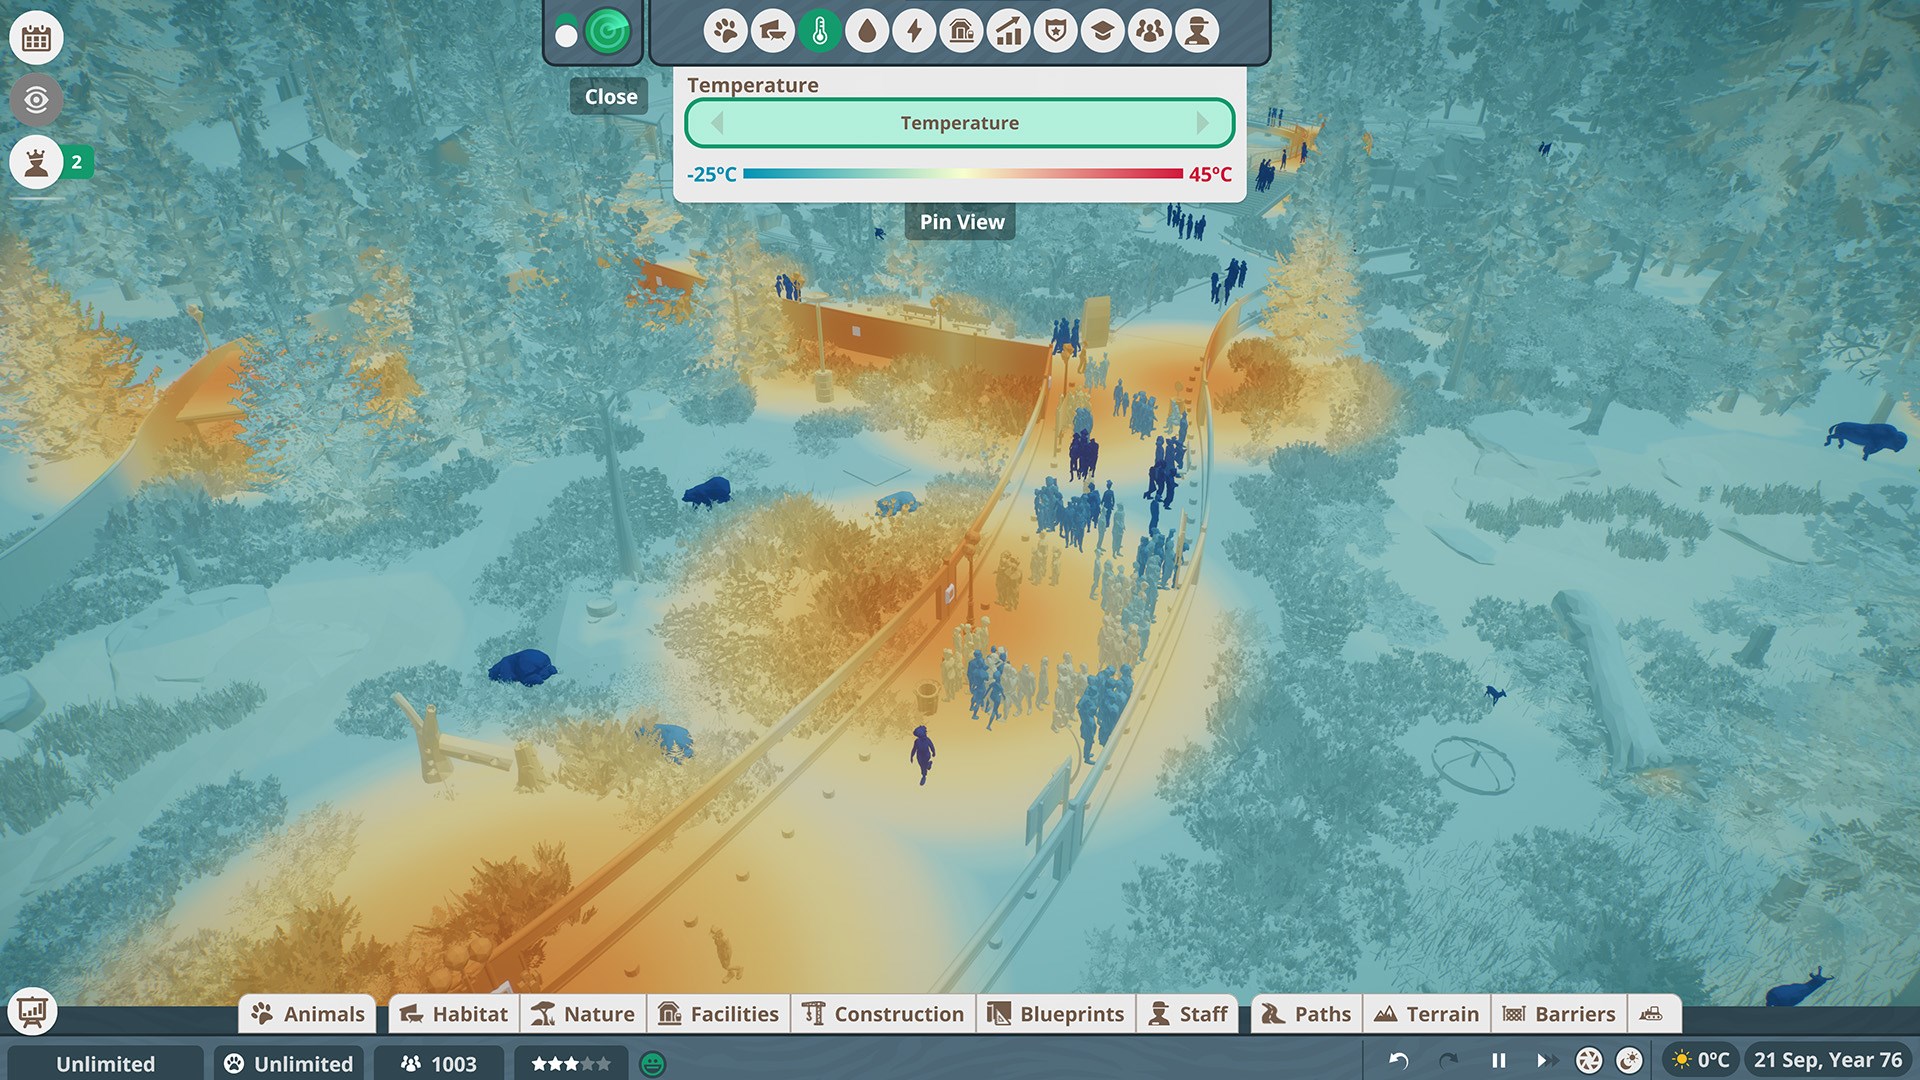 2
Close
Temperature
Temperature
-25°C 45°C
Pin View
Animals Habitat Nature Facilities Construction Blueprints Staff Paths Terrain Barriers
Unlimited Unlimited 1003 0°C 21 Sep, Year 76